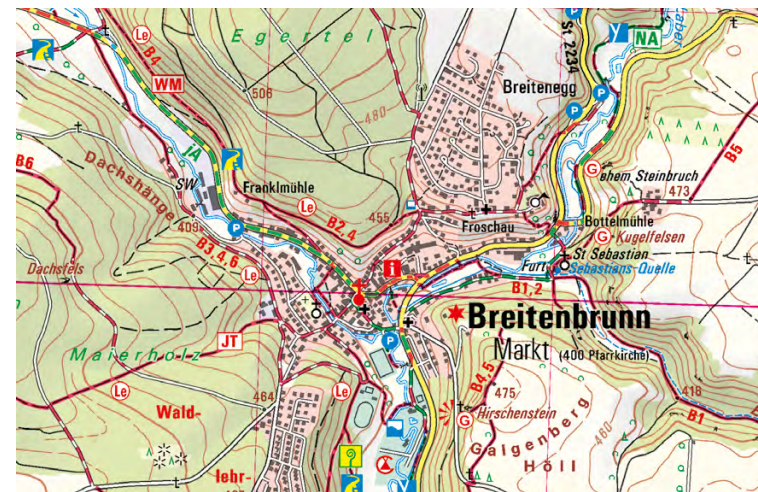 Le
B4
Egertel
St 2234
NA
WM
506
480
Breitenegg
P
P
jA
B5
G
ehem Steinbruch
B6
Dachshänge
SW
Franklmühle
Le
B2,4
455
473
409
P
Froschau
Bottelmühle
G
Kugelfelsen
B3,4,6
i
St Sebastian
Furt
Sebastians-Quelle
Dachsfels
Le
B1,2
Breitenbrunn
Markt (400 Pfarrkirche)
P
JT
Maierholz
B4,5
Le
Le
464
475
418
Wald-
Hirschenstein
G
B1
Galgenberg
460
Höll
lehr-